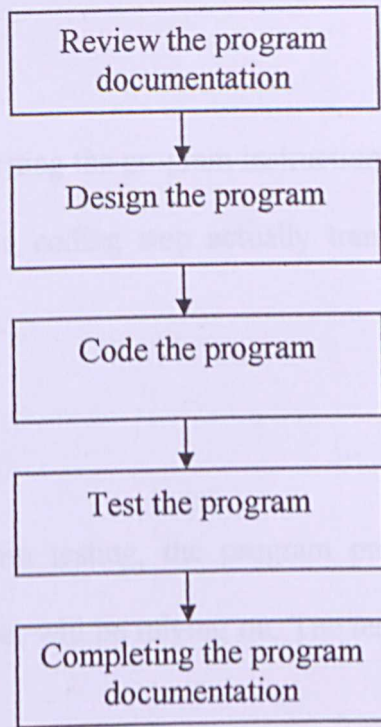 Review the program
documentation
Design the program
Code the program
Test the program
Completing the program
documentation